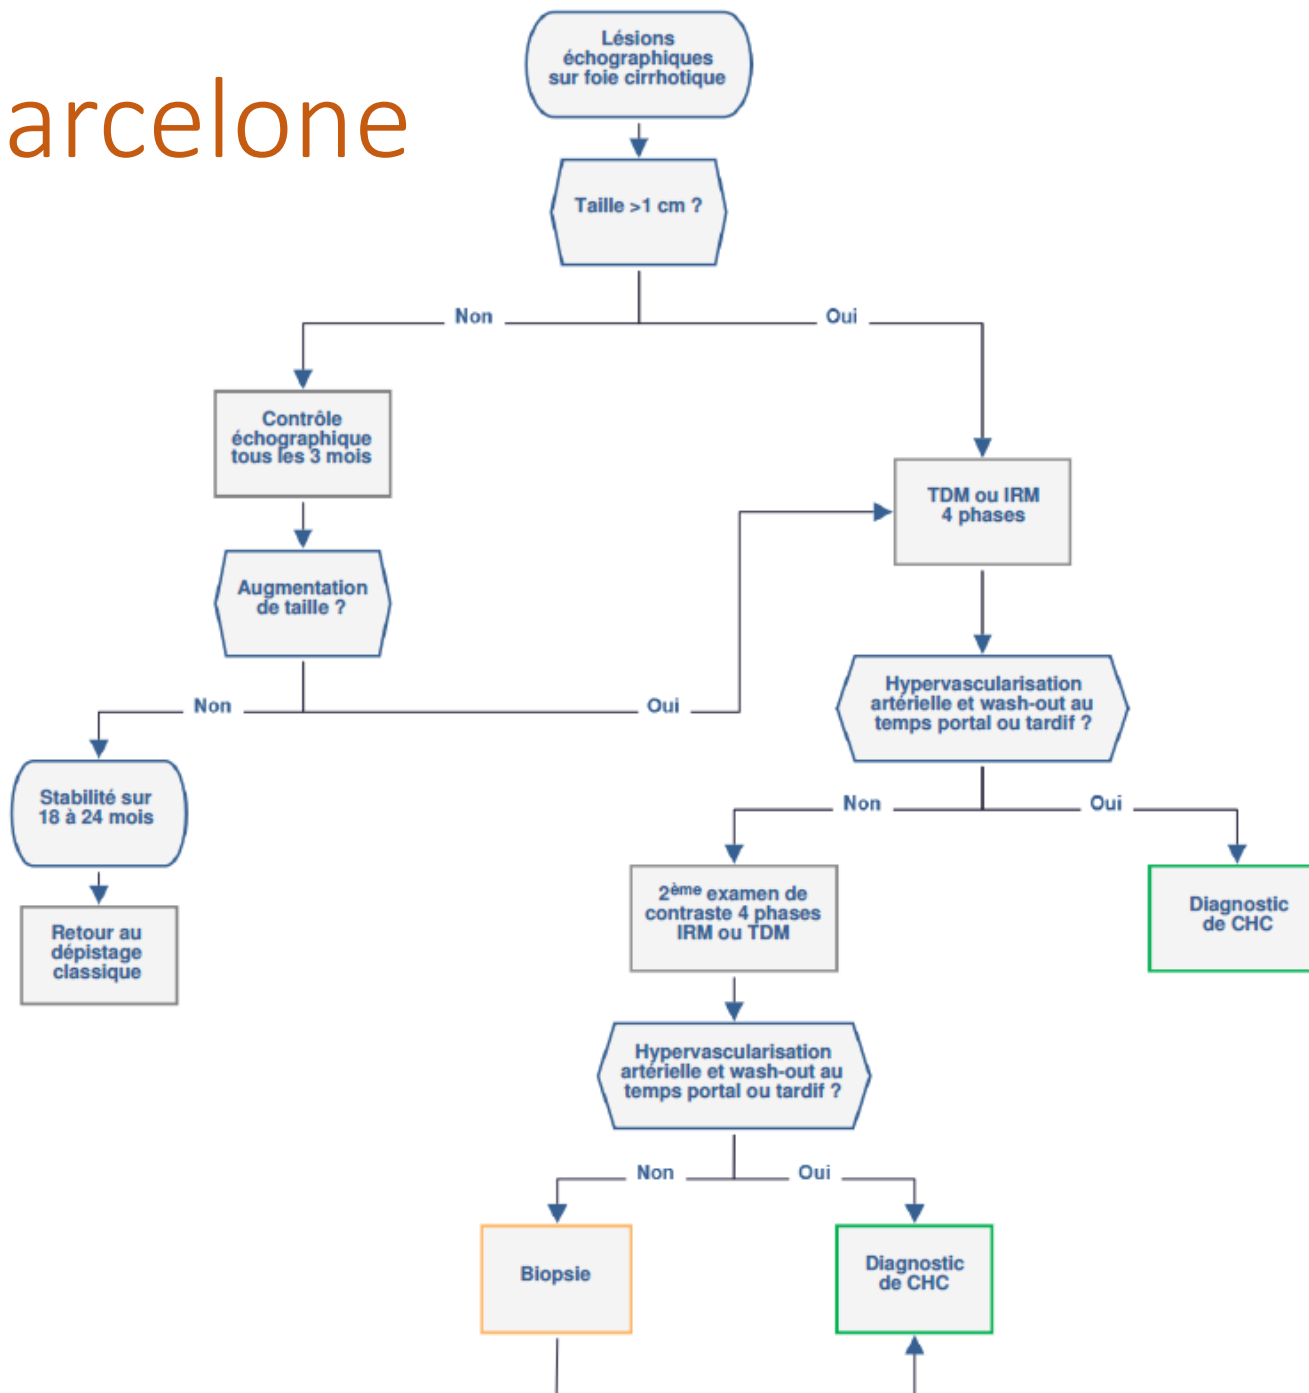 arcelone
Lésions
échographiques
sur foie cirrhotique
Taille >1 cm ?
Non
Oui
Contrôle
échographique
tous les 3 mois
TDM ou IRM
4 phases
Augmentation
de taille ?
Hypervascularisation
artérielle et wash-out au
temps portal ou tardif ?
Non
Oui
Stabilité sur
18 à 24 mois
Non
Oui
2ème examen de
contraste 4 phases
IRM ou TDM
Diagnostic
de CHC
Retour au
dépistage
classique
Hypervascularisation
artérielle et wash-out au
temps portal ou tardif ?
Non
Oui
Biopsie
Diagnostic
de CHC